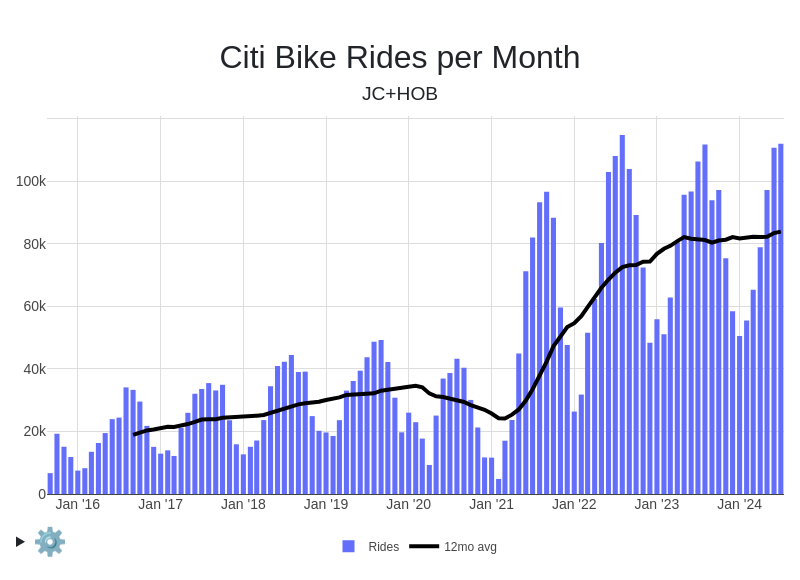 Citi Bike Rides per Month
JC+HOB
100k
80k
60k
40k
20k
0
Jan '16 Jan '17 Jan '18 Jan '19 Jan '20 Jan '21 Jan '22 Jan '23 Jan '24
Rides 12mo avg